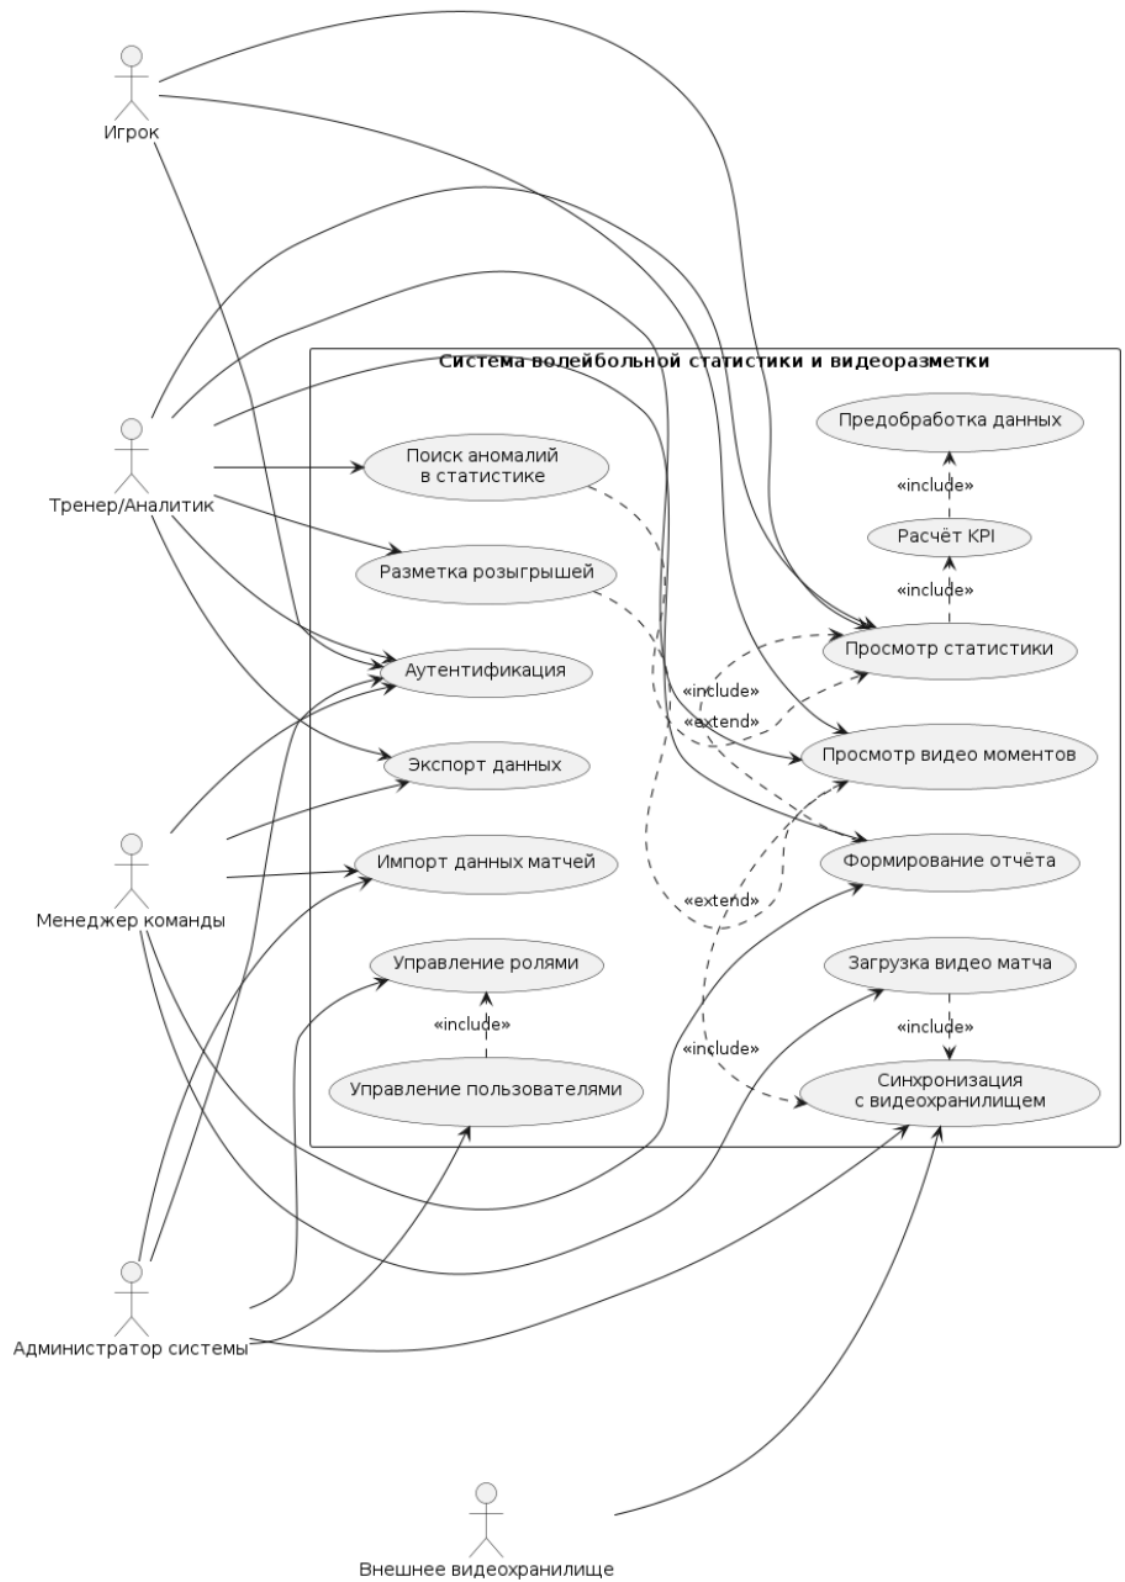 Игрок
Система волейбольной статистики и видеоразметки
Предобработка данных
Поиск аномалий
в статистике
«include»
Тренер/Аналитик
Расчёт KPI
Разметка розыгрышей
«include»
Просмотр статистики
Аутентификация
«include»
«extend»
Просмотр видео моментов
Экспорт данных
Импорт данных матчей
Формирование отчёта
«extend»
Менеджер команды
Управление ролями
Загрузка видео матча
«include»
«include»
«include»
Управление пользователями
Синхронизация
с видеохранилищем
Администратор системы
Внешнее видеохранилище